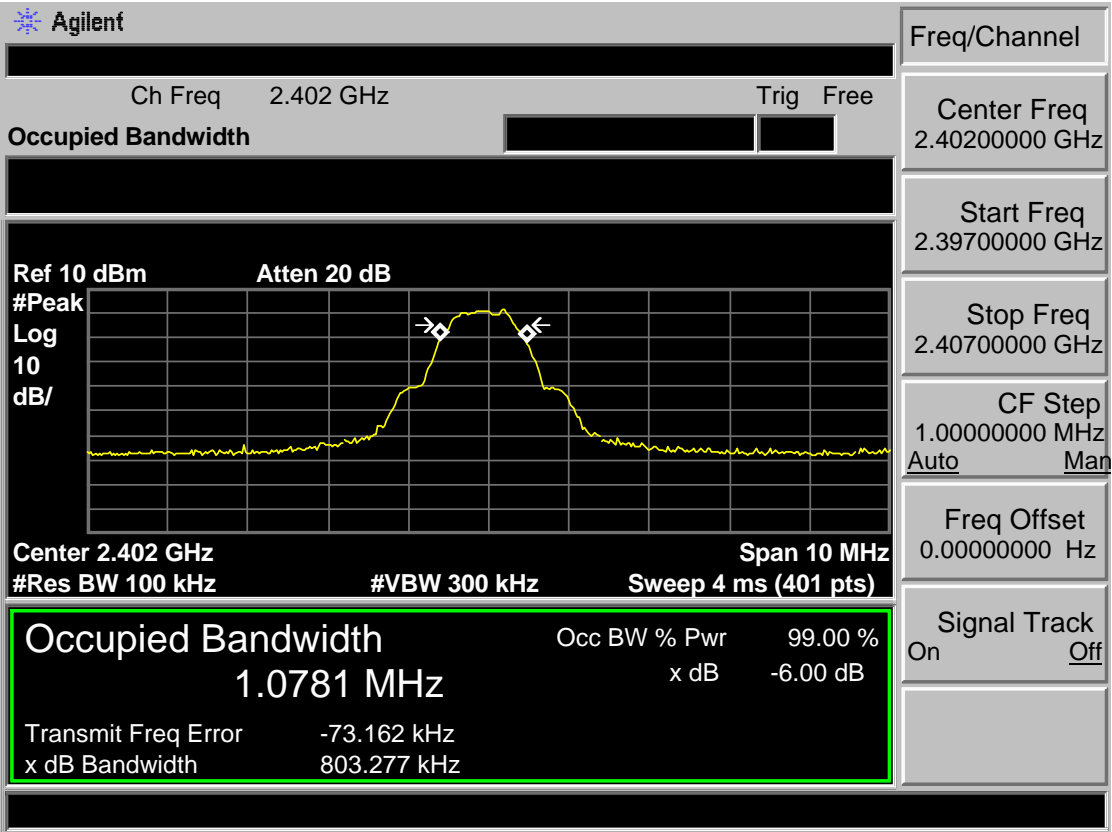 Agilent
Freq/Channel
Ch Freq 2.402 GHz Trig Free
Occupied Bandwidth
Center Freq
2.40200000 GHz
Start Freq
2.39700000 GHz
Stop Freq
2.40700000 GHz
CF Step
1.00000000 MHz
Auto Man
Freq Offset
0.00000000 Hz
Signal Track
On Off
Ref 10 dBm Atten 20 dB
#Peak
Log
10
dB/
Center 2.402 GHz Span 10 MHz
#Res BW 100 kHz #VBW 300 kHz Sweep 4 ms (401 pts)
Occupied Bandwidth Occ BW % Pwr 99.00 %
1.0781 MHz x dB -6.00 dB
Transmit Freq Error -73.162 kHz
x dB Bandwidth 803.277 kHz